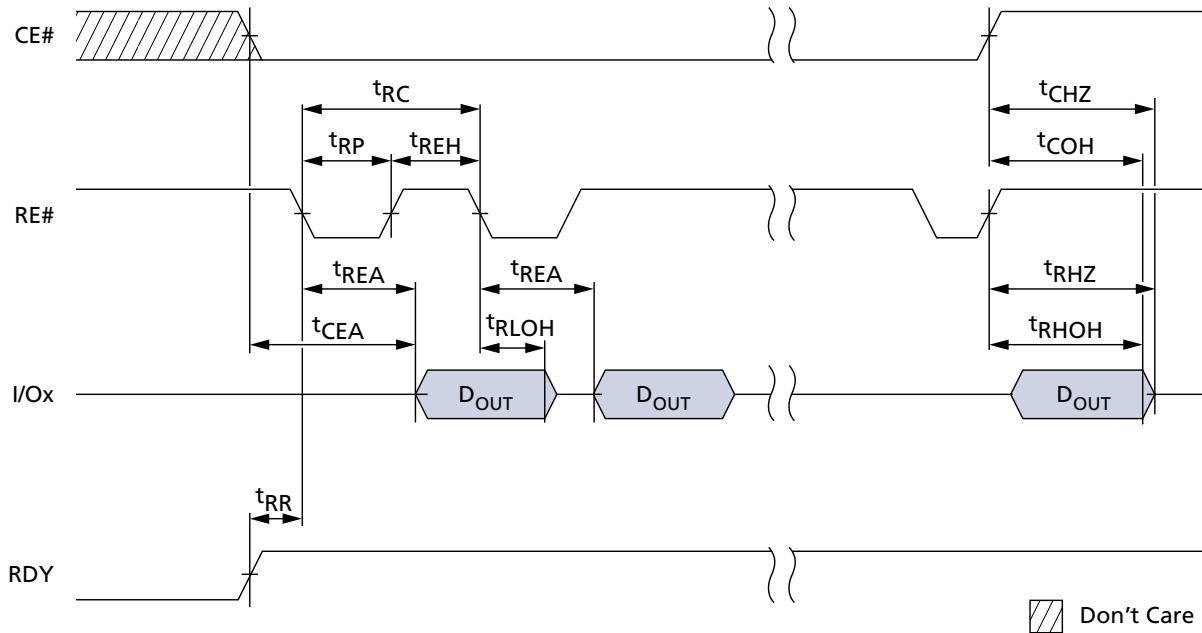 CE#
tRC
tCHZ
tRP
tREH
tCOH
RE#
tREA
tREA
tRHZ
tCEA
tRLOH
tRHOH
I/Ox
DOUT
DOUT
DOUT
tRR
RDY
Don't Care